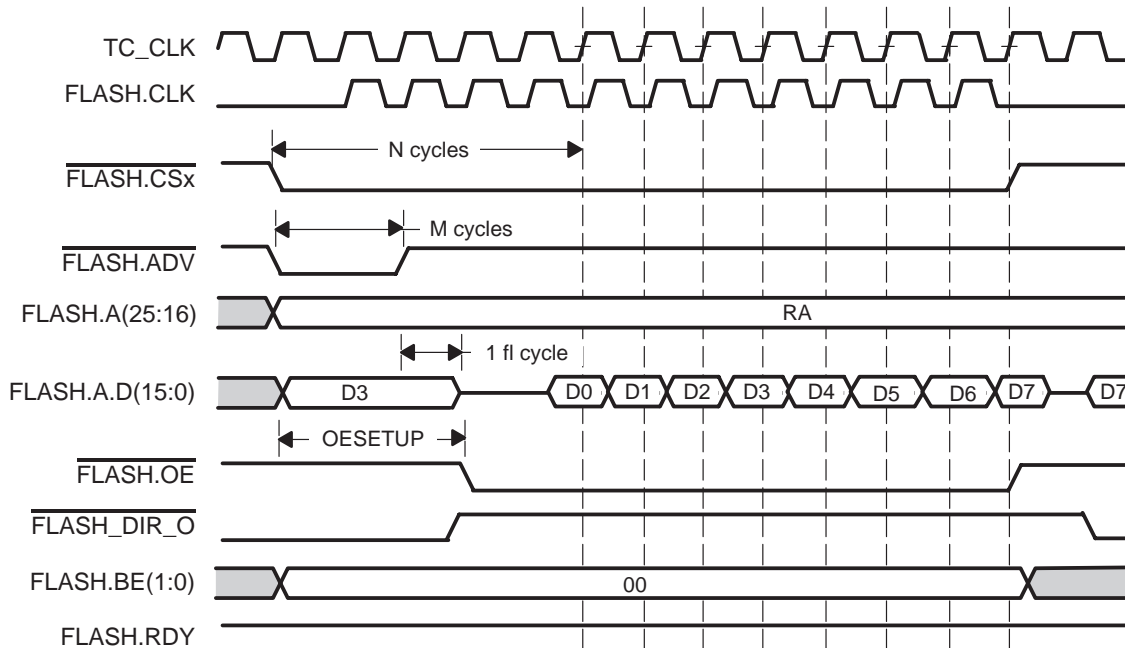 TC_CLK
FLASH.CLK
N cycles
FLASH.CSx
M cycles
FLASH.ADV
FLASH.A(25:16)
RA
1 fl cycle
FLASH.A.D(15:0)
D3
D0 D1 D2 D3 D4 D5 D6 D7 D7
OESETUP
FLASH.OE
FLASH_DIR_O
FLASH.BE(1:0)
00
FLASH.RDY